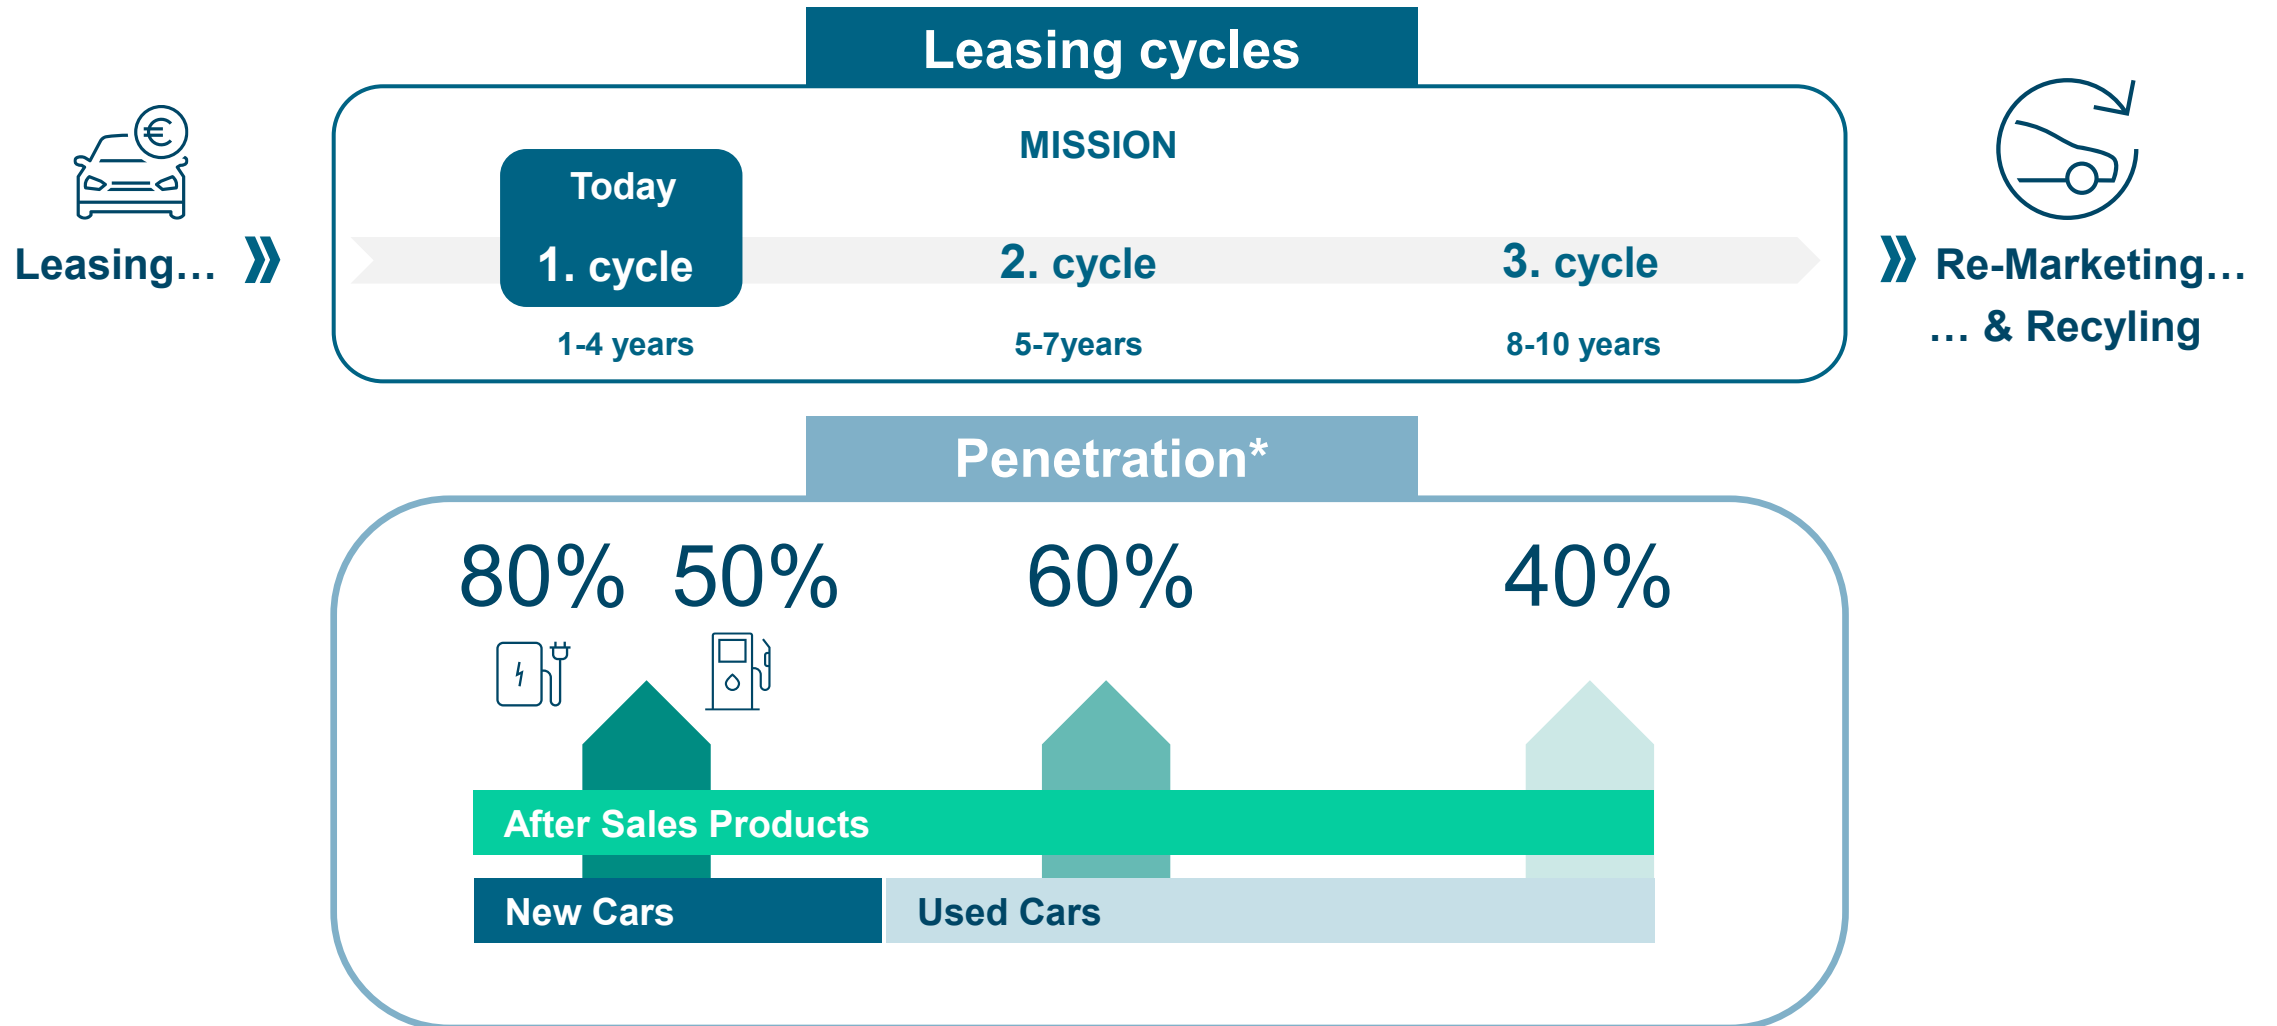 Leasing cycles
MISSION
Today
€
Leasing…
1. cycle
2. cycle
3. cycle
Re-Marketing…
… & Recyling
1-4 years
5-7years
8-10 years
Penetration*
80%
50%
60%
40%
After Sales Products
New Cars
Used Cars